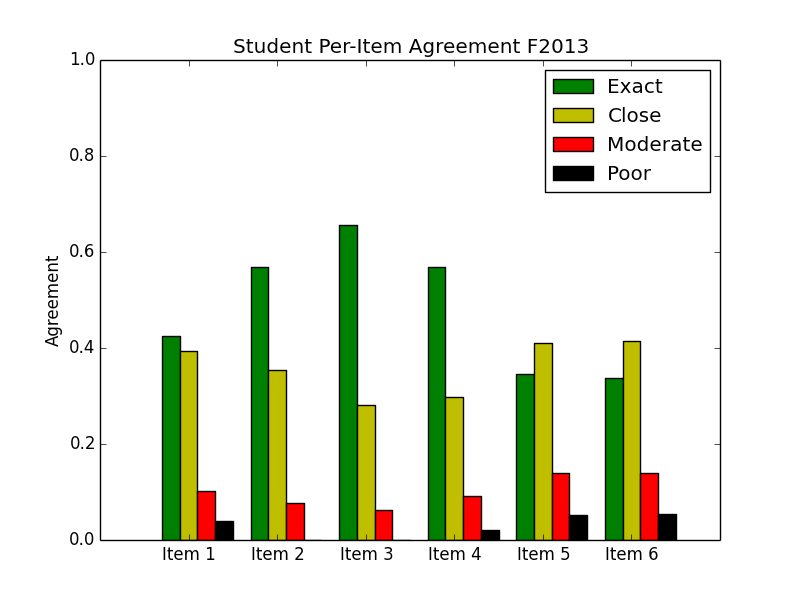 Student Per-Item Agreement F2013
1.0
0.8
0.6
0.4
0.2
0.0
Agreement
Exact
Close
Moderate
Poor
Item 1
Item 2
Item 3
Item 4
Item 5
Item 6